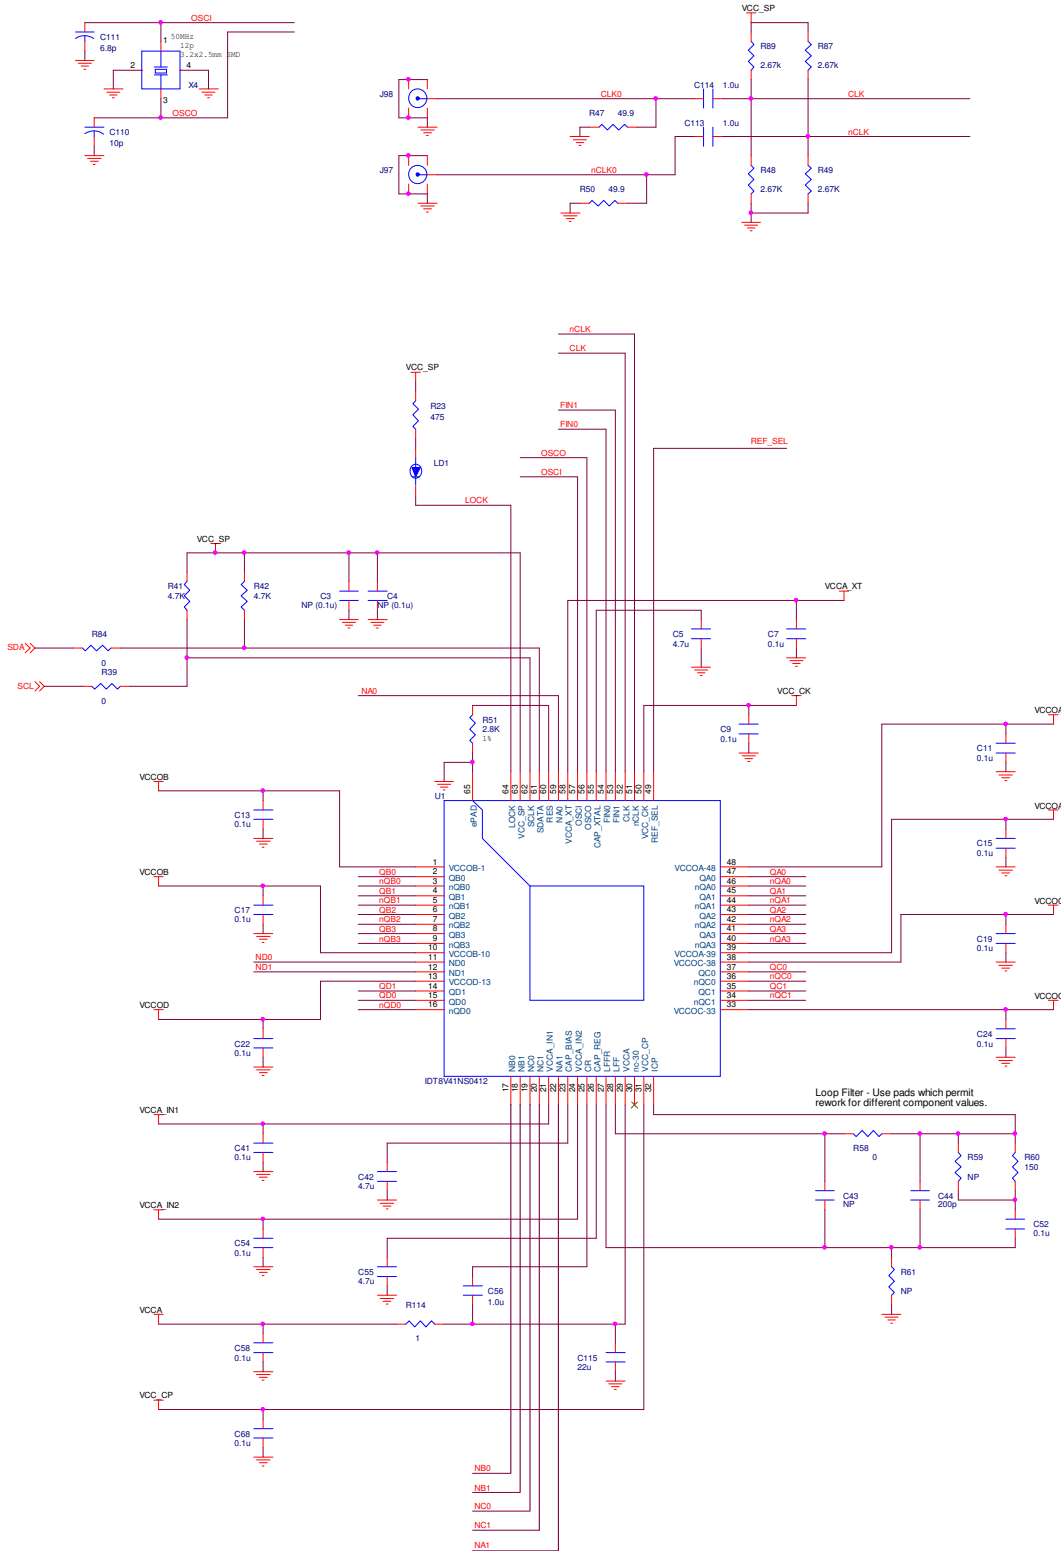 OSCI
C111
6.8p
1
50MHz
12p
3.2x2.5mm SMD
2
4
X4
3
OSCO
C110
10p
VCC_SP
R89
2.67k
R87
2.67k
J98
CLK0
C114
1.0u
CLK
R47
49.9
C113
1.0u
nCLK
J97
nCLK0
R50
49.9
R48
2.67K
R49
2.67K
nCLK
CLK
VCC_SP
R23
475
FIN1
FIN0
REF_SEL
OSCO
LD1
OSCI
LOCK
VCC_SP
R41
4.7K
R42
4.7K
C3
NP (0.1u)
C4
NP (0.1u)
VCCA_XT
C5
4.7u
C7
0.1u
R84
SDA
0
R39
SCL
0
NA0
VCC_CK
R51
2.8K
1%
C9
0.1u
VCCOA
C11
0.1u
VCCOB
C13
0.1u
U1
65
64
63
62
61
60
59
58
57
56
55
54
53
52
51
50
49
ePAD
LOCK
VCC_SP
SCLK
SDATA
RES
NA0
VCCA_XT
OSCI
OSCO
CAP_XTAL
FIN0
FIN1
CLK
nCLK
VCC_CK
REF_SEL
VCCOA
C15
0.1u
VCCOB
C17
0.1u
VCCOC
C19
0.1u
1 VCCOB-1
QB0 2 QB0
nQB0 3 nQB0
QB1 4 QB1
nQB1 5 nQB1
QB2 6 QB2
nQB2 7 nQB2
QB3 8 QB3
nQB3 9 nQB3
10 VCCOB-10
ND0 11 ND0
ND1 12 ND1
13 VCCOD-13
QD1 14 QD1
QD0 15 QD0
nQD0 16 nQD0
VCCOA-48 48
QA0 47 QA0
nQA0 46 nQA0
QA1 45 QA1
nQA1 44 nQA1
QA2 43 QA2
nQA2 42 nQA2
QA3 41 QA3
nQA3 40 nQA3
VCCOA-39 39
VCCOC-38 38
QC0 37 QC0
nQC0 36 nQC0
QC1 35 QC1
nQC1 34 nQC1
VCCOC-33 33
VCCOD
C22
0.1u
VCCOC
C24
0.1u
NB0
NB1
NC0
NC1
VCCA_IN1
NA1
CAP_BIAS
VCCA_IN2
CR
CAP_REG
LFFR
LFF
VCCA
nc-30
VCC_CP
ICP
IDT8V41NS0412
17
18
19
20
21
22
23
24
25
26
27
28
29
30
31
32
Loop Filter - Use pads which permit
rework for different component values.
VCCA_IN1
C41
0.1u
C42
4.7u
R58
0
R59
NP
R60
150
C43
NP
C44
200p
C52
0.1u
VCCA_IN2
C54
0.1u
C55
4.7u
C56
1.0u
R61
NP
VCCA
R114
1
C58
0.1u
C115
22u
VCC_CP
C68
0.1u
NB0
NB1
NC0
NC1
NA1